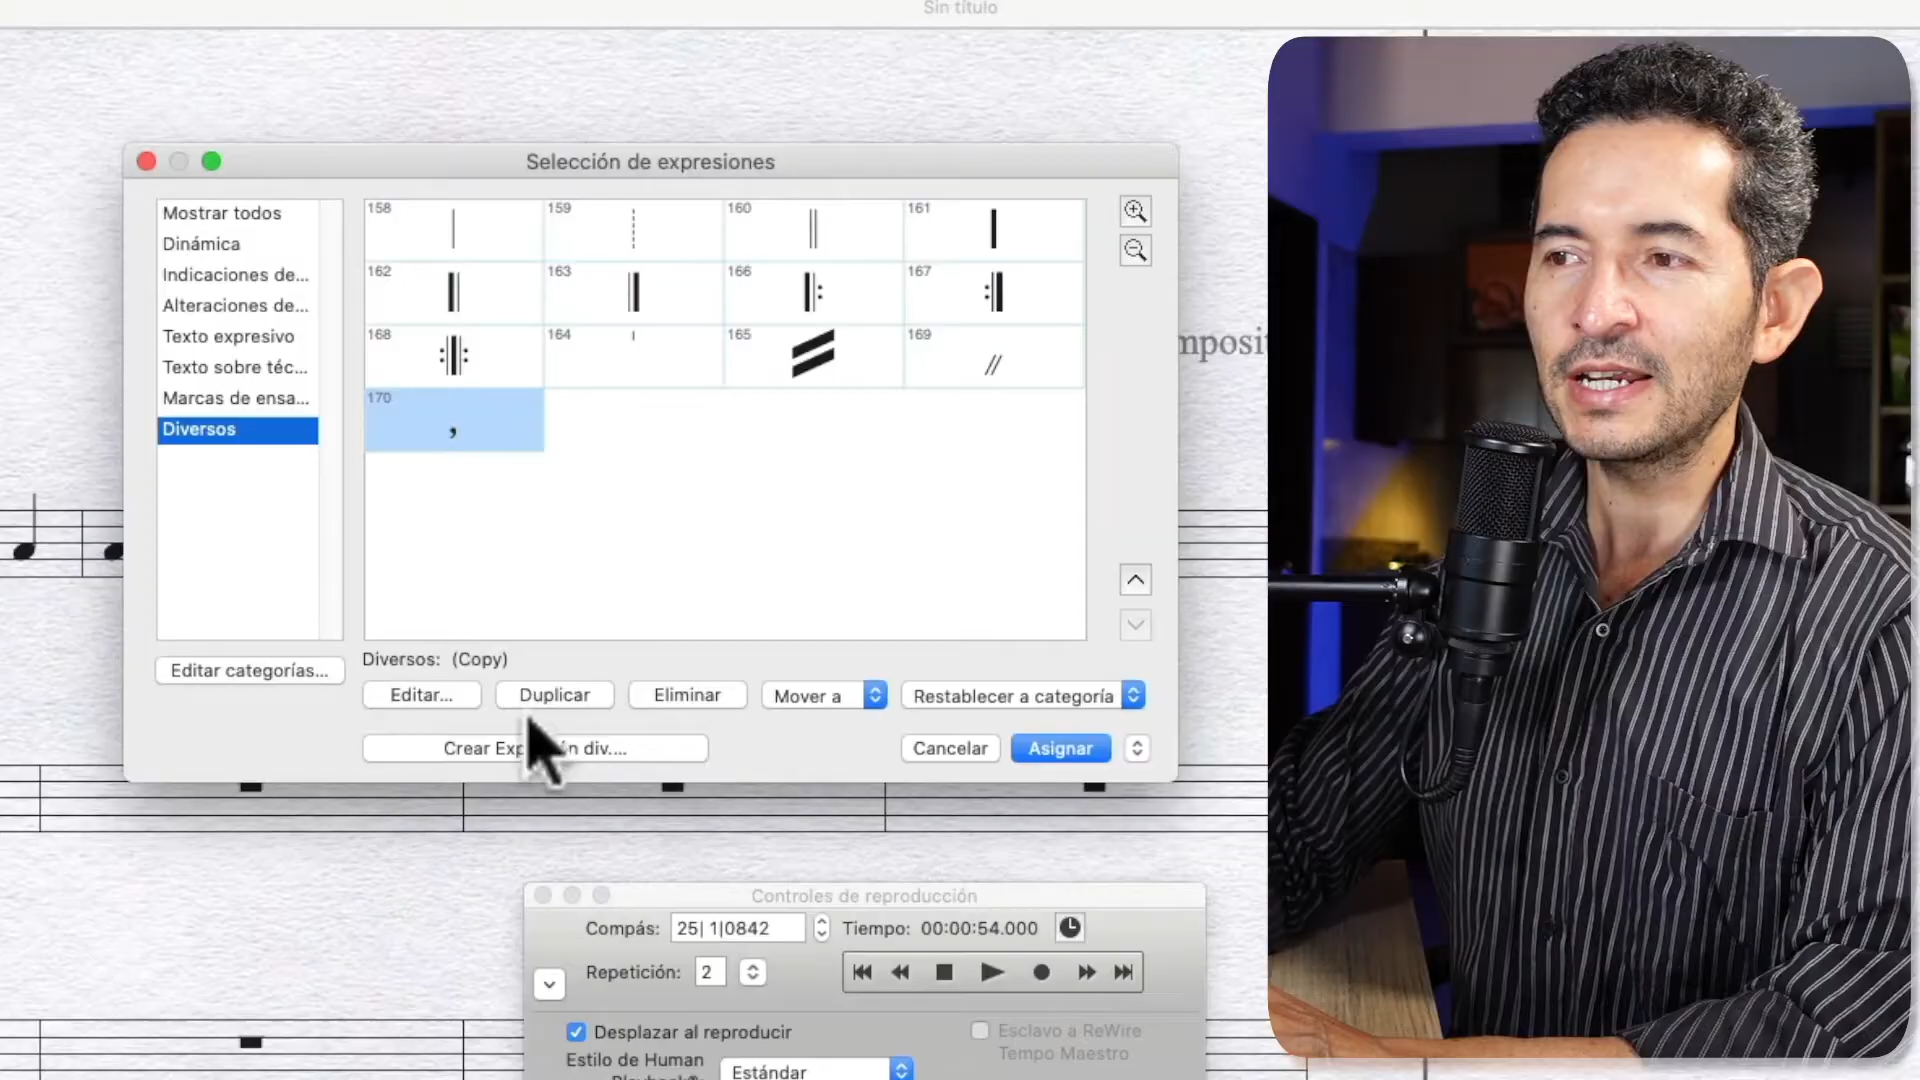 Sin título
Selección de expresiones
Mostrar todos
Dinámica
Indicaciones de...
Alteraciones de...
Texto expresivo
Texto sobre téc...
Marcas de ensa...
Diversos
158 159 160 161
162 163 166 167
168 164 165 169
170
Editar categorías...
Diversos: (Copy)
Editar... Duplicar Eliminar Mover a Restablecer a categoría
Crear div.... Cancelar Asignar
Controles de reproducción
Compás: 25| 1|0842 Tiempo: 00:00:54.000
Repetición: 2
Desplazar al reproducir
Esclavo a ReWire
Tempo Maestro
Estilo de Human
Estándar